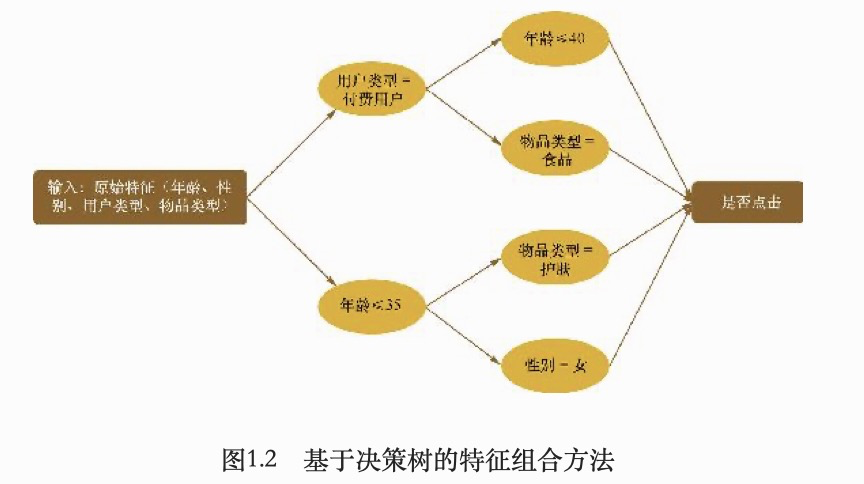 年龄≤40
用户类型=
付费用户
物品类型=
食品
输入：原始特征（年龄、性
别、用户类型、物品类型）
是否点击
物品类型=
护肤
年龄≤35
性别=女
图1.2 基于决策树的特征组合方法